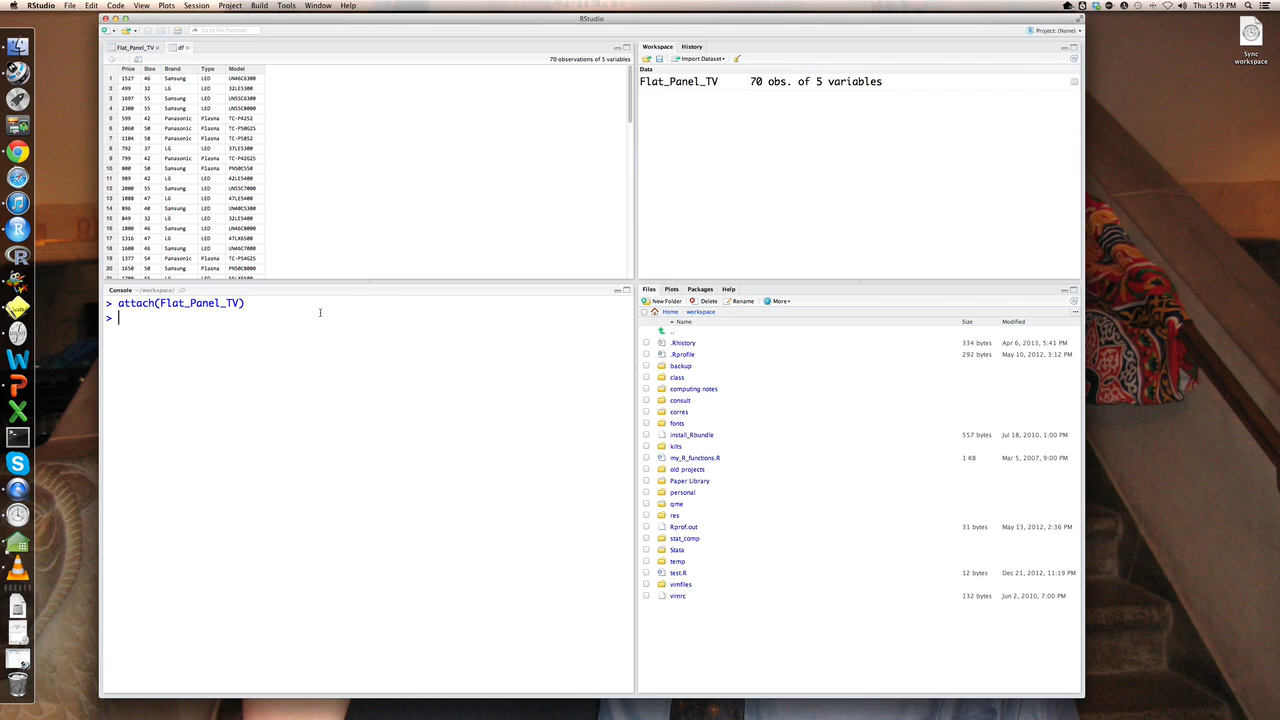 RStudio File Edit Code View Plots Session Project Build Tools Window Help Thu 5:19 PM
RStudio
Go to file/function Project: (None)
Flat_Panel_TV df
70 observations of 5 variables
Price Size Brand Type Model
1 1527 46 Samsung LED UN46C6300
2 499 32 LG LED 32LE5300
3 1697 55 Samsung LED UN55C6300
4 2300 55 Samsung LED UN55C8000
5 599 42 Panasonic Plasma TC-P42S2
6 1060 50 Panasonic Plasma TC-P50G25
7 1104 58 Panasonic Plasma TC-P58S2
8 792 37 LG LED 37LE5300
9 799 42 Panasonic Plasma TC-P42G25
10 800 50 Samsung Plasma PN50C550
11 989 42 LG LED 42LE5400
12 2000 55 Samsung LED UN55C7000
13 1088 47 LG LED 47LE5400
14 896 40 Samsung LED UN40C5300
15 849 32 LG LED 32LE5400
16 1800 46 Samsung LED UN46C8000
17 1316 47 LG LED 47LX6500
18 1600 46 Samsung LED UN46C7000
19 1377 54 Panasonic Plasma TC-P54G25
20 1650 50 Samsung Plasma PN50C8000
Console ~/workspace/
> attach(Flat_Panel_TV)
>
Workspace History
Import Dataset
Data
Flat_Panel_TV 70 obs. of 5 variables
Files Plots Packages Help
New Folder Delete Rename More
Home workspace
Name Size Modified
..
.Rhistory 334 bytes Apr 6, 2013, 5:41 PM
.Rprofile 292 bytes May 10, 2012, 3:12 PM
backup
class
computing notes
consult
corres
fonts
install_Rbundle 557 bytes Jul 18, 2010, 1:00 PM
kilts
my_R_functions.R 1 KB Mar 5, 2007, 9:00 PM
old projects
Paper Library
personal
qme
res
Rprof.out 31 bytes May 13, 2012, 2:36 PM
stat_comp
Stata
temp
test.R 12 bytes Dec 21, 2012, 11:19 PM
vimfiles
vimrc 132 bytes Jun 2, 2010, 7:00 PM
Sync
workspace